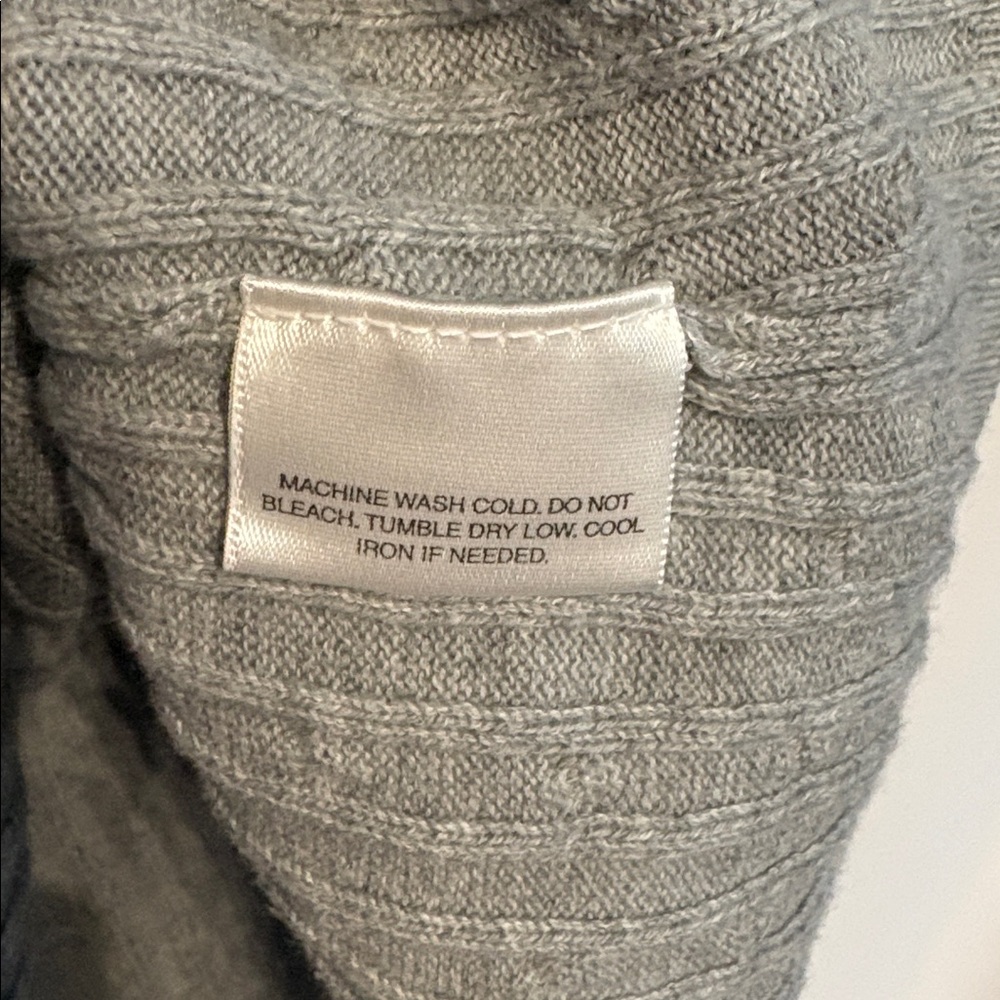 MACHINE WASH COLD. DO NOT
BLEACH. TUMBLE DRY LOW. COOL
IRON IF NEEDED.